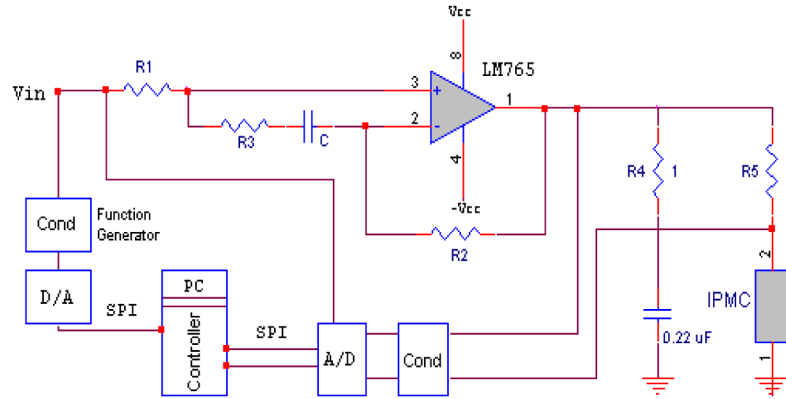 Vcc
R1
8
LM765
Vin
3
+
1
2
-
R3
C
4
R4
1
R5
-Vcc
Cond
Function
Generator
R2
2
D/A
PC
IPMC
SPI
Controller
SPI
A/D
Cond
0.22 uF
1